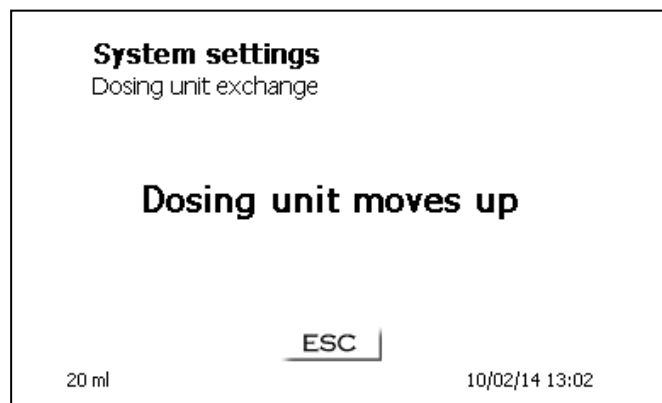 System settings
Dosing unit exchange
Dosing unit moves up
ESC
20 ml 10/02/14 13:02